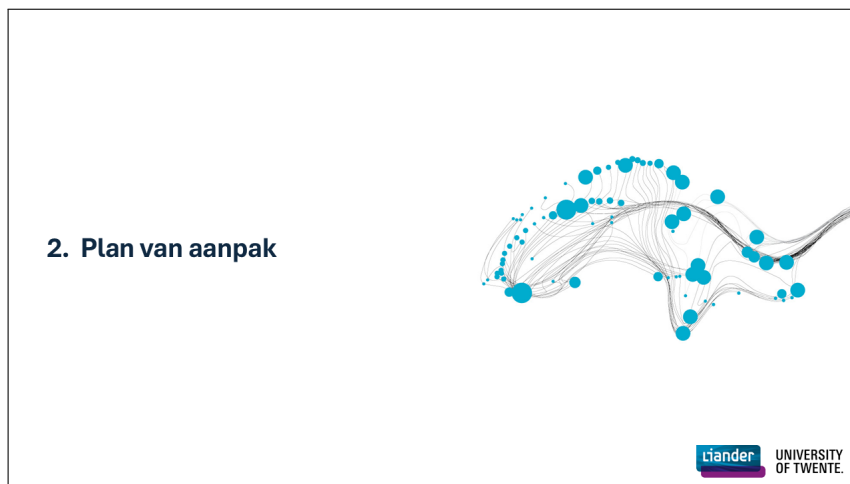 2. Plan van aanpak
Liander
UNIVERSITY
OF TWENTE.